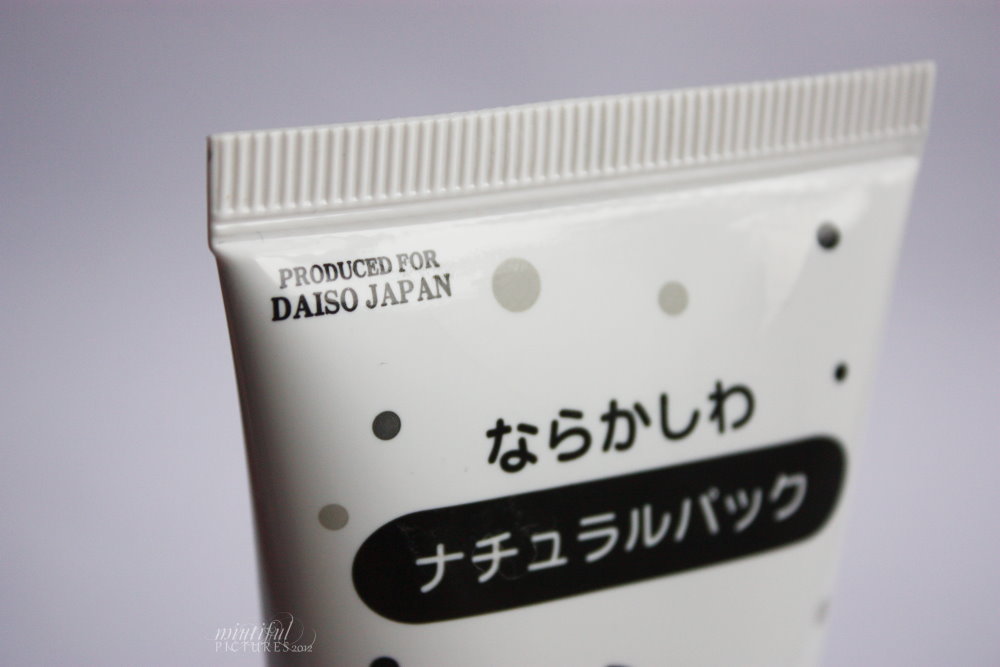 PRODUCED FOR
DAISO JAPAN
ならかしわ
ナチュラルパック
mintiful
PICTURES 2012